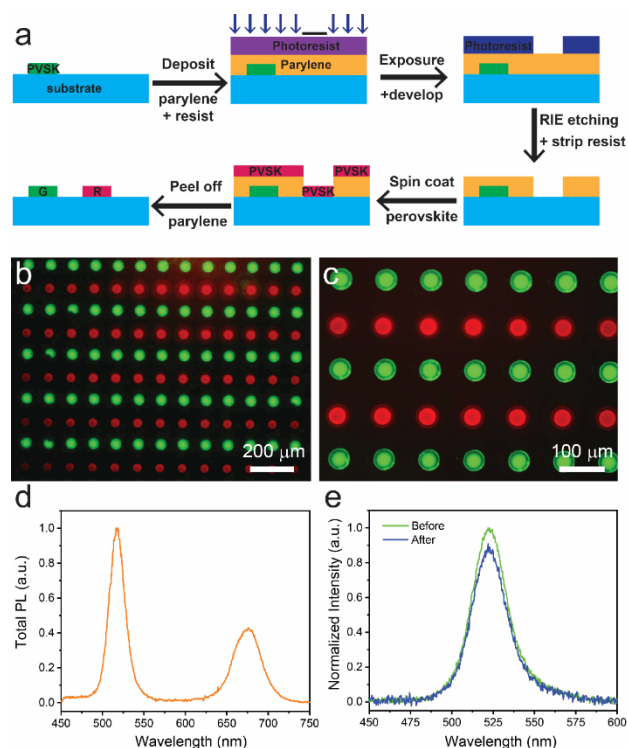 a
PVSK
substrate
Deposit
parylene
+ resist
Photoresist
Parylene
Exposure
+develop
Photoresist
RIE etching
+ strip resist
Spin coat
perovskite
PVSK
PVSK
PVSK
Peel off
parylene
G
R
b
200 μm
c
100 μm
d
Total PL (a.u.)
1.0
0.8
0.6
0.4
0.2
0.0
450 500 550 600 650 700 750
Wavelength (nm)
e
Before
After
Normalized Intensity (a.u.)
1.0
0.8
0.6
0.4
0.2
0.0
450 475 500 525 550 575 600
Wavelength (nm)